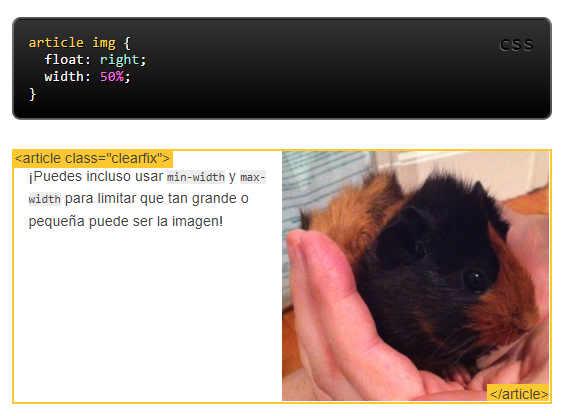 CSS
article img {
float: right;
width: 50%;
}
<article class="clearfix">
¡Puedes incluso usar min-width y max-
width para limitar que tan grande o
pequeña puede ser la imagen!
</article>